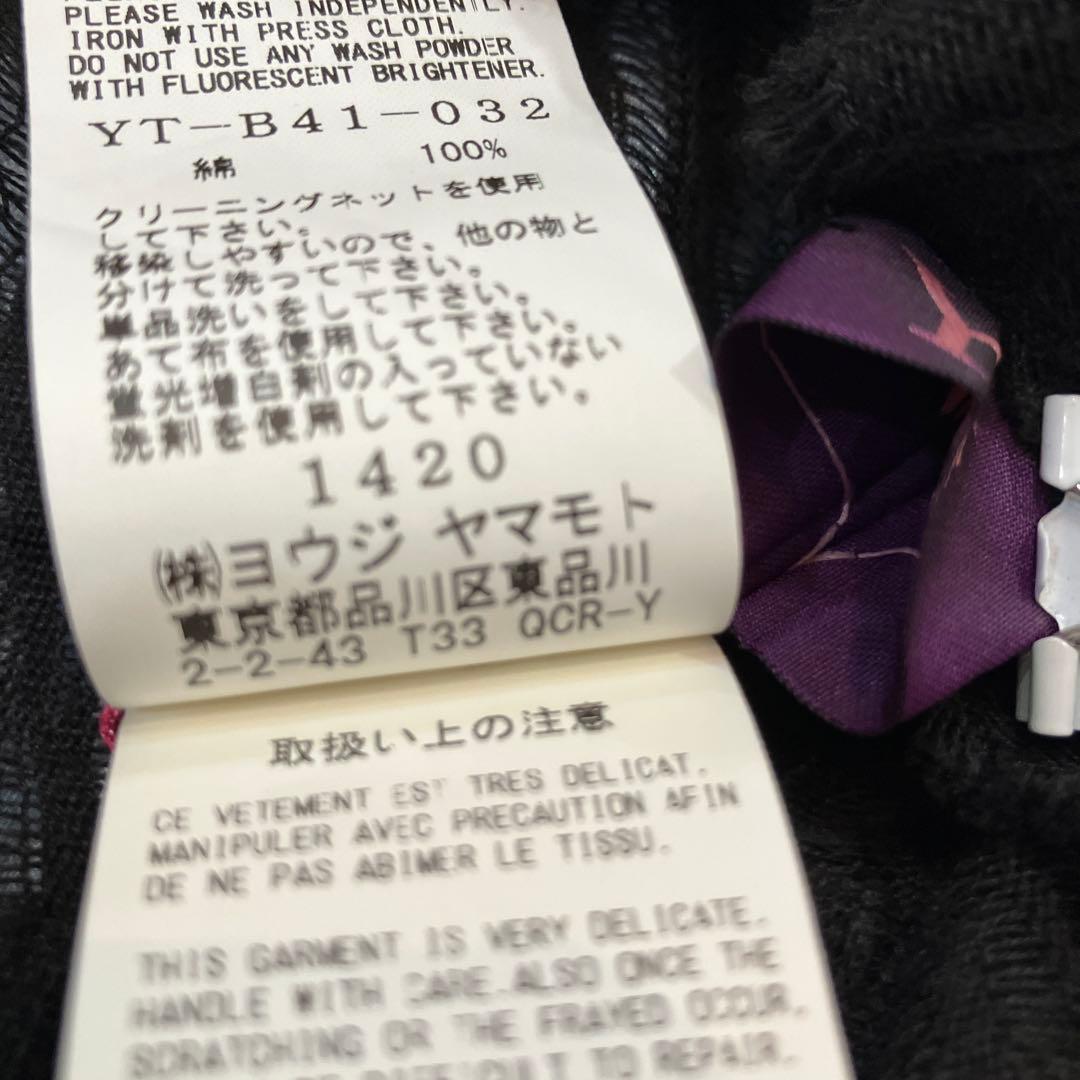 PLEASE WASH INDEPENDENTLY.
IRON WITH PRESS CLOTH.
DO NOT USE ANY WASH POWDER
WITH FLUORESCENT BRIGHTENER.
YT-B41-032
綿 100%
クリーニングネットを使用
して下さい。
移染しやすいので、他の物と
分けて洗って下さい。
単品洗いをして下さい。
あて布を使用して下さい。
蛍光増白剤の入っていない
洗剤を使用して下さい。
1420
㈱ヨウジ ヤマモト
東京都品川区東品川
2-2-43 T33 QCR-Y
取扱い上の注意
CE VETEMENT EST TRES DELICAT.
MANIPULER AVEC PRECAUTION AFIN
DE NE PAS ABIMER LE TISSU.
THIS GARMENT IS VERY DELICATE.
HANDLE WITH CARE.ALSO ONCE THE
SCRATCHING OR THE FRAYED OCCUR,
DIFFICULT TO REPAIR.